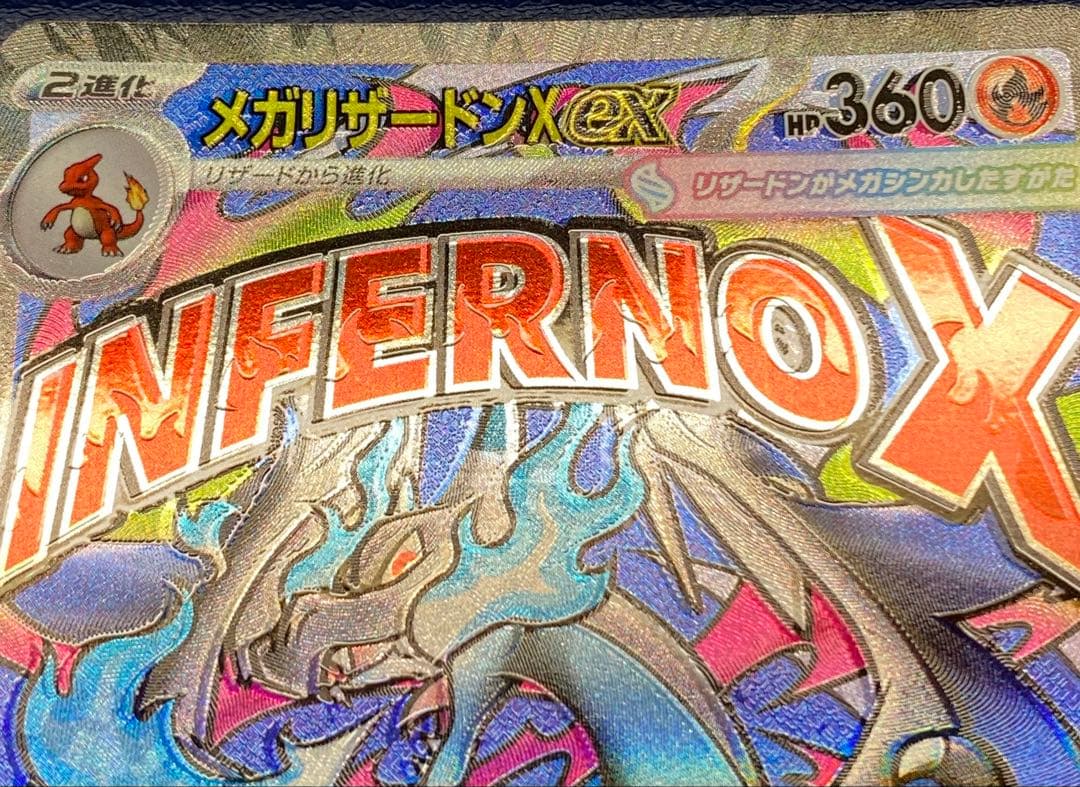 2進化
メガリザードンXex HP360
リザードから進化
リザードンがメガシンカしたすがた
INFERNO X